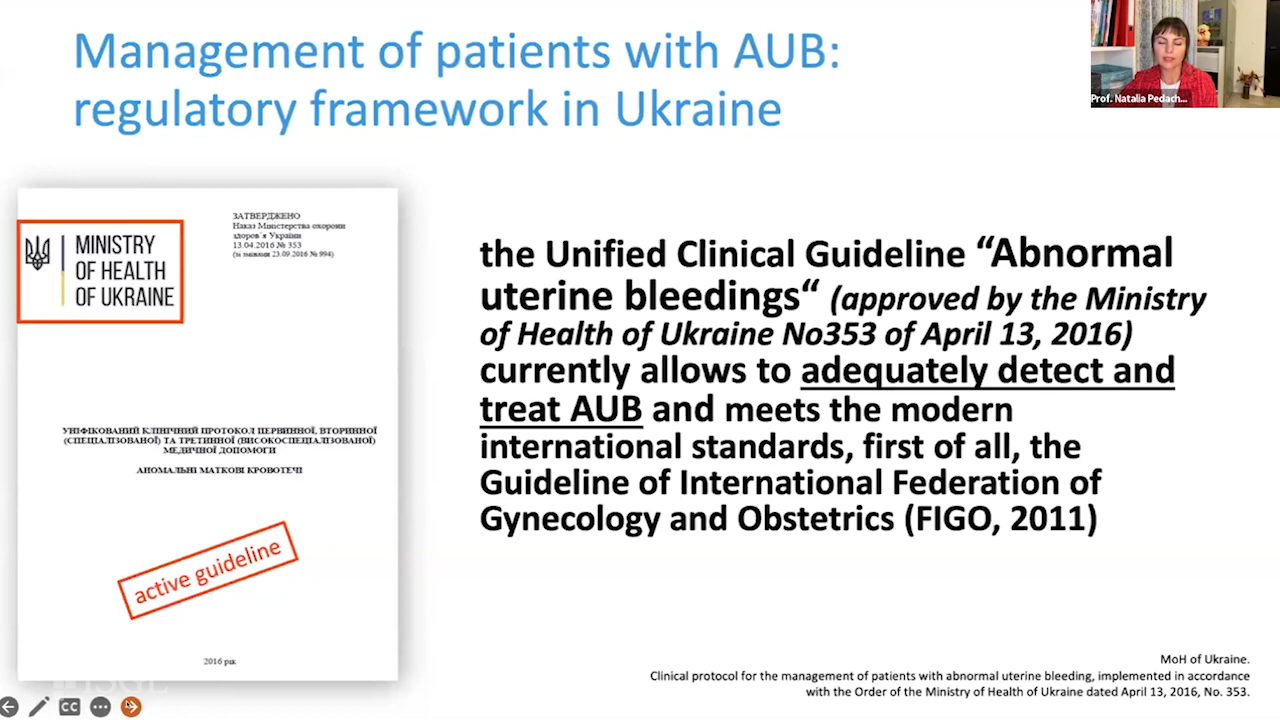 Management of patients with AUB:
regulatory framework in Ukraine
Prof. Natalia Pedach...
MINISTRY
OF HEALTH
OF UKRAINE
ЗАТВЕРДЖЕНО
Наказ Міністерства охорони
здоров`я України
13.04.2016 № 353
(із змінами 23.09.2016 № 994)
УНІФІКОВАНИЙ КЛІНІЧНИЙ ПРОТОКОЛ ПЕРВИННОЇ, ВТОРИННОЇ
(СПЕЦІАЛІЗОВАНОЇ) ТА ТРЕТИННОЇ (ВИСОКОСПЕЦІАЛІЗОВАНОЇ)
МЕДИЧНОЇ ДОПОМОГИ
АНОМАЛЬНІ МАТКОВІ КРОВОТЕЧІ
active guideline
2016 рік
the Unified Clinical Guideline “Abnormal
uterine bleedings“ (approved by the Ministry
of Health of Ukraine No353 of April 13, 2016)
currently allows to adequately detect and
treat AUB and meets the modern
international standards, first of all, the
Guideline of International Federation of
Gynecology and Obstetrics (FIGO, 2011)
MoH of Ukraine.
Clinical protocol for the management of patients with abnormal uterine bleeding, implemented in accordance
with the Order of the Ministry of Health of Ukraine dated April 13, 2016, No. 353.
CC